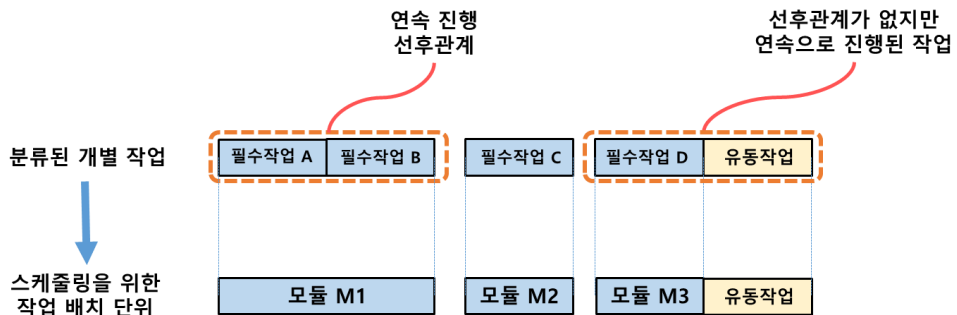 연속 진행
선후관계
선후관계가 없지만
연속으로 진행된 작업
분류된 개별 작업
필수작업 A
필수작업 B
필수작업 C
필수작업 D
유동작업
스케줄링을 위한
작업 배치 단위
모듈 M1
모듈 M2
모듈 M3
유동작업